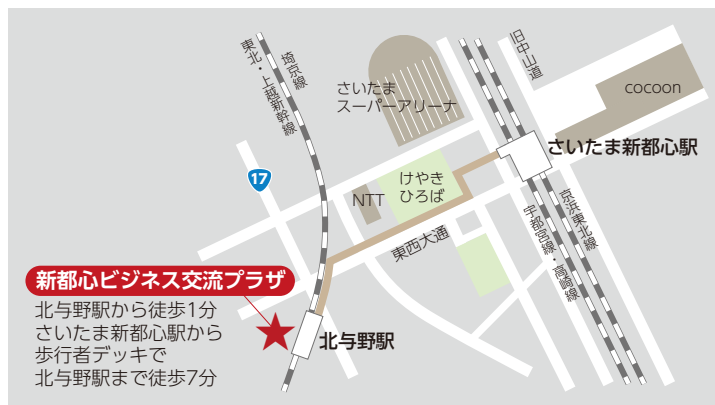 東北・上越新幹線
埼京線
旧中山道
さいたま
スーパーアリーナ
cocoon
さいたま新都心駅
17
NTT
けやき
ひろば
東西大通
宇都宮線・高崎線
京浜東北線
新都心ビジネス交流プラザ
北与野駅から徒歩1分
さいたま新都心駅から
歩行者デッキで
北与野駅まで徒歩7分
北与野駅